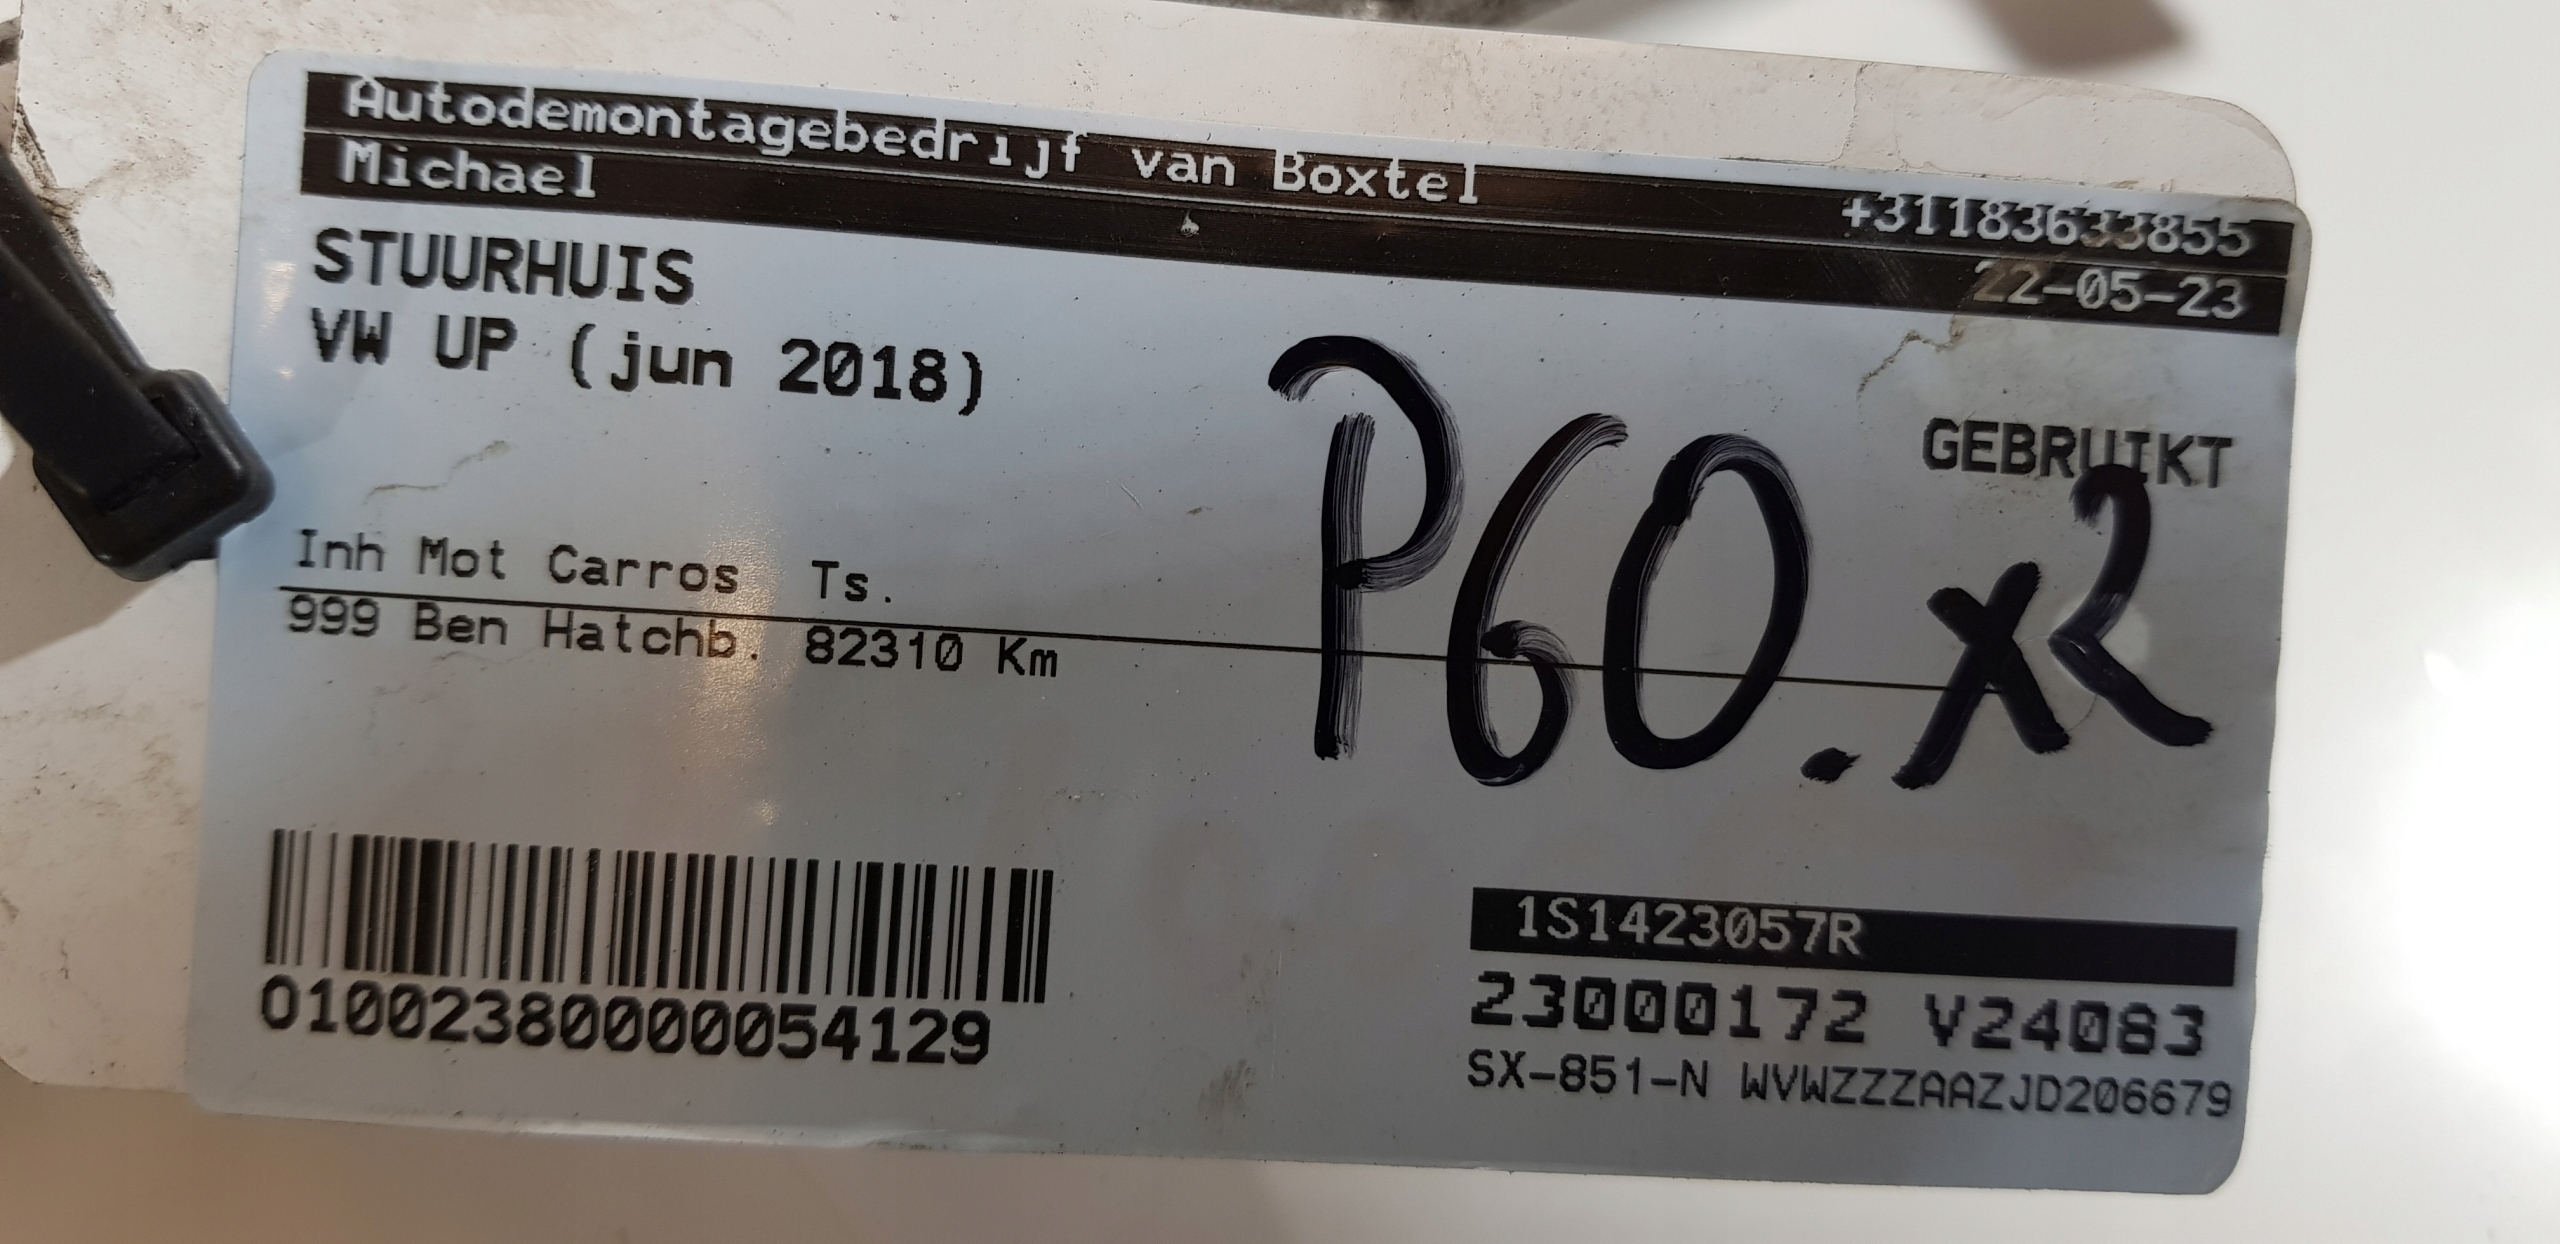 Autodemontagebedrijf van Boxtel +31183633855
Michael 22-05-23
STUURHUIS
VW UP (jun 2018)
GEBRUIKT
P60. x2
Inh Mot Carros Ts.
999 Ben Hatchb. 82310 Km
1S1423057R
0100238000054129
23000172 V24083
SX-851-N WVWZZZAAZJD206679